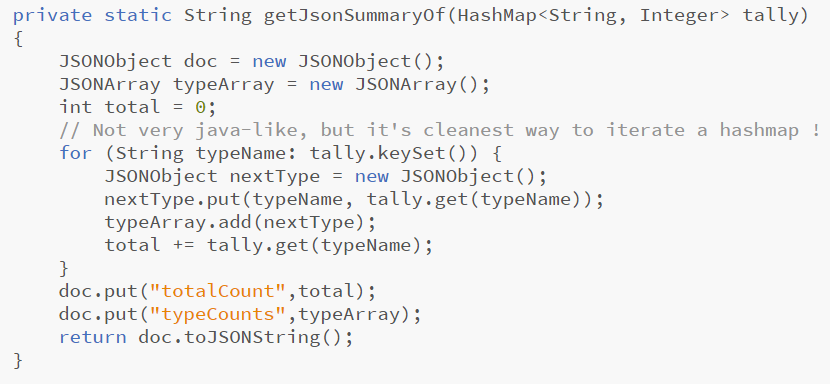 private static String getJsonSummaryOf(HashMap<String, Integer> tally)
{
    JSONObject doc = new JSONObject();
    JSONArray typeArray = new JSONArray();
    int total = 0;
    // Not very java-like, but it's cleanest way to iterate a hashmap !
    for (String typeName: tally.keySet()) {
        JSONObject nextType = new JSONObject();
        nextType.put(typeName, tally.get(typeName));
        typeArray.add(nextType);
        total += tally.get(typeName);
    }
    doc.put("totalCount",total);
    doc.put("typeCounts",typeArray);
    return doc.toJSONString();
}